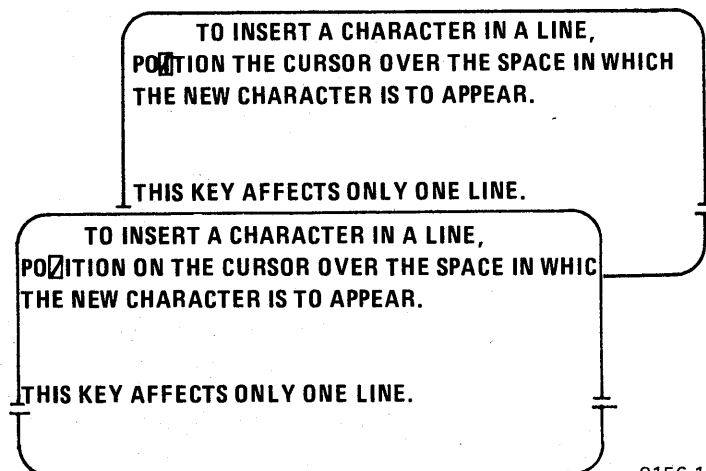 TO INSERT A CHARACTER IN A LINE,
TION THE CURSOR OVER THE SPACE IN WHICH
THE NEW CHARACTER IS TO APPEAR.
THIS KEY AFFECTS ONLY ONE LINE.
TO INSERT A CHARACTER IN A LINE,
ITION ON THE CURSOR OVER THE SPACE IN WHIC
THE NEW CHARACTER IS TO APPEAR.
THIS KEY AFFECTS ONLY ONE LINE.